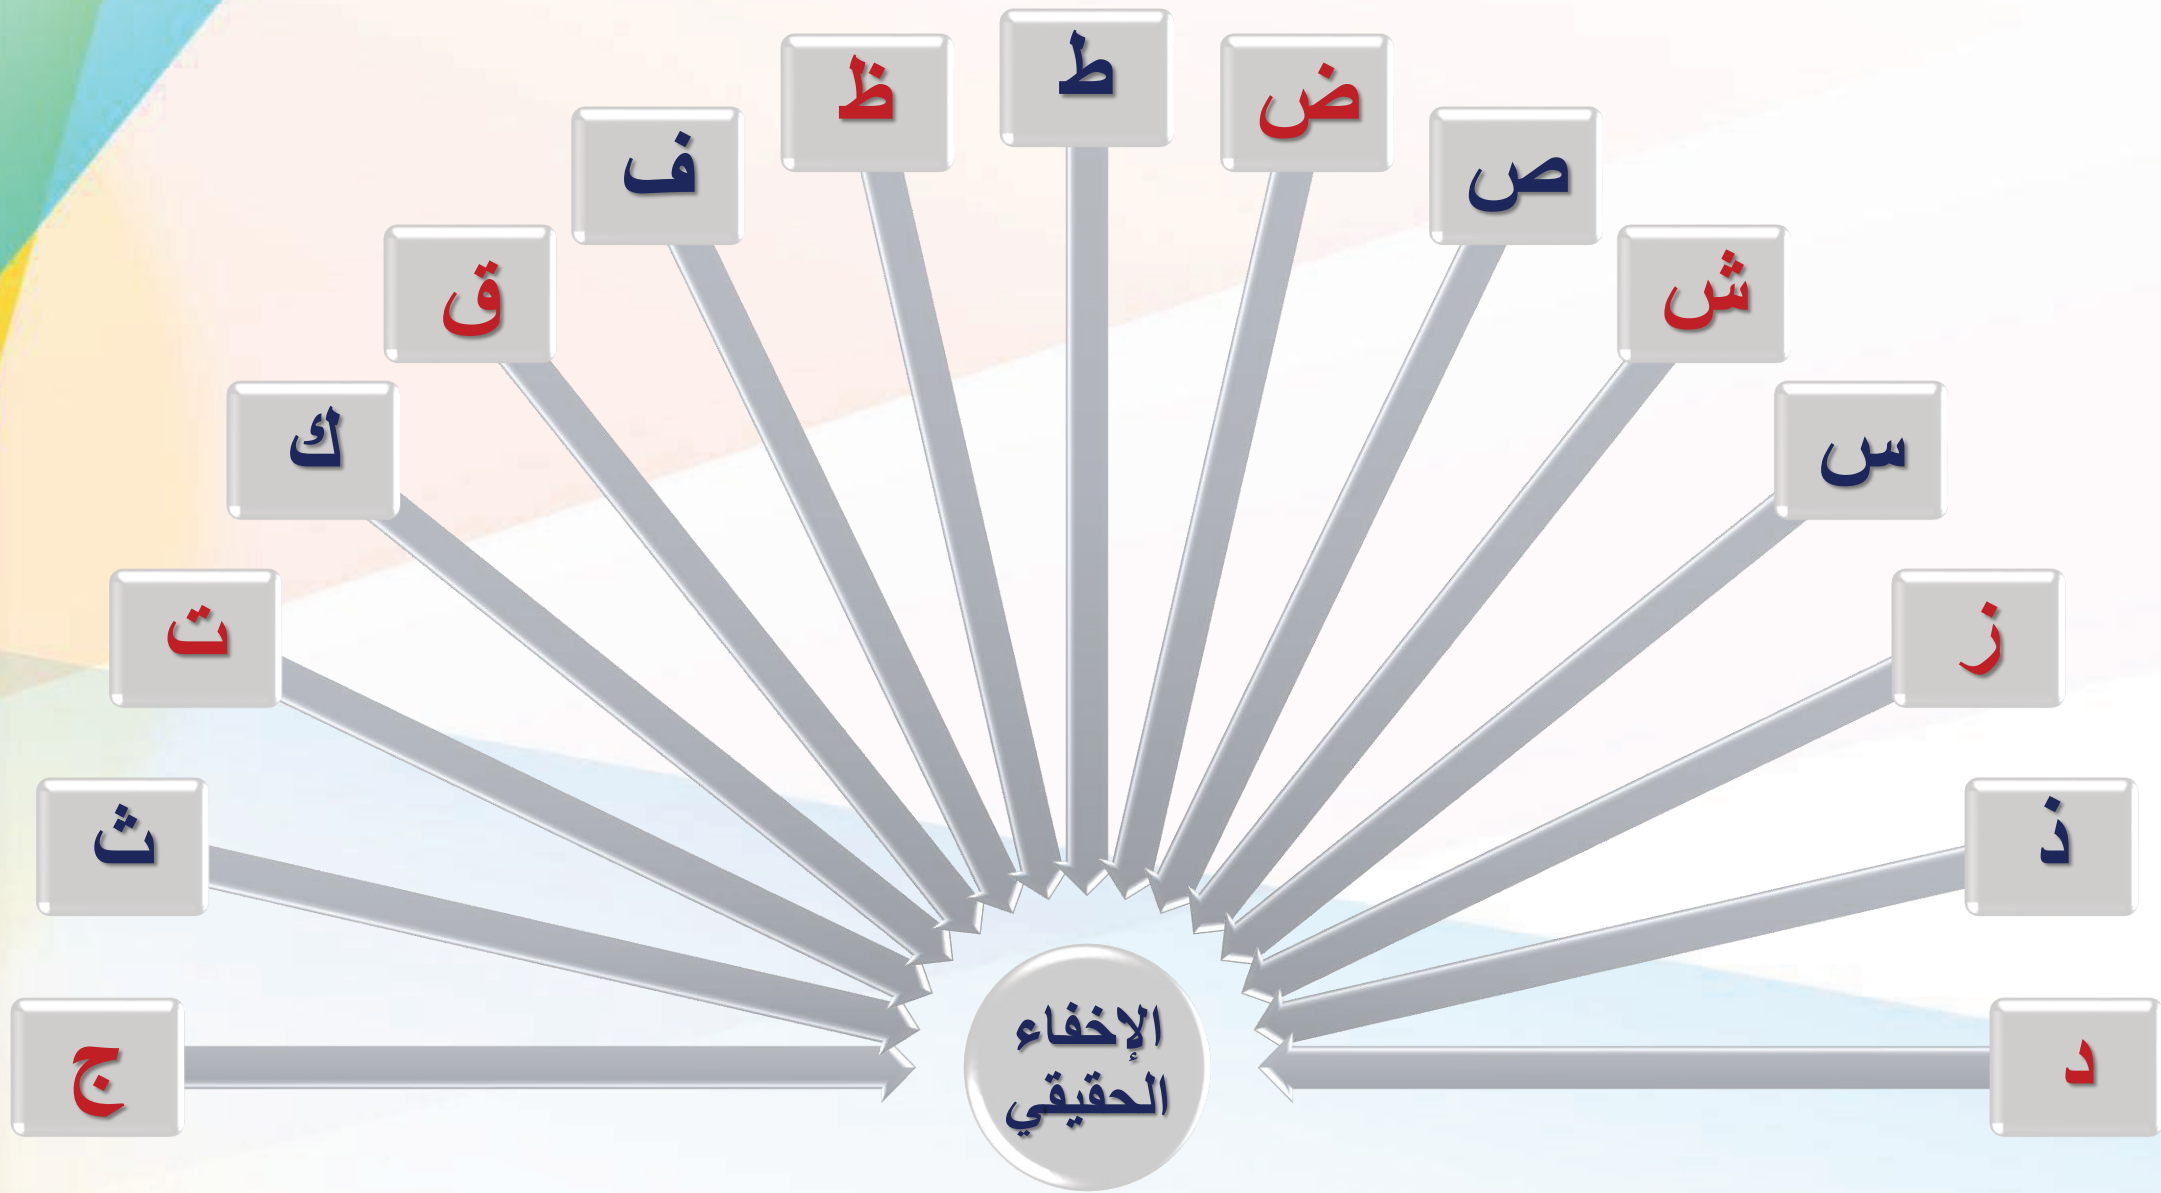 د
ذ
ز
س
ش
ص
ض
ط
ظ
ف
ق
ك
ت
ث
ج
الإخفاء
الحقيقي